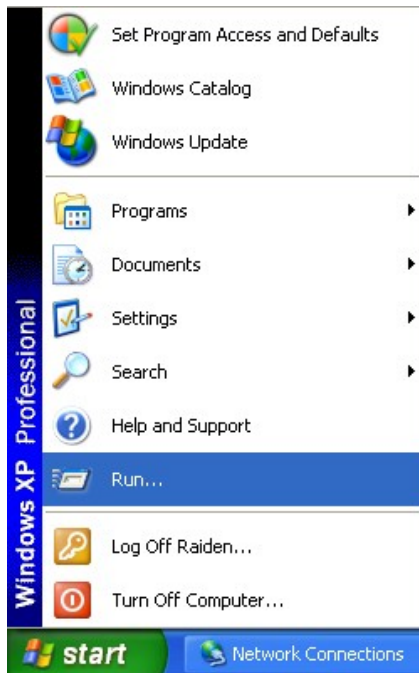 Set Program Access and Defaults
Windows Catalog
Windows Update
Programs
Documents
Settings
Search
Help and Support
Run...
Log Off Raiden...
Turn Off Computer...
Windows XP Professional
start
Network Connections